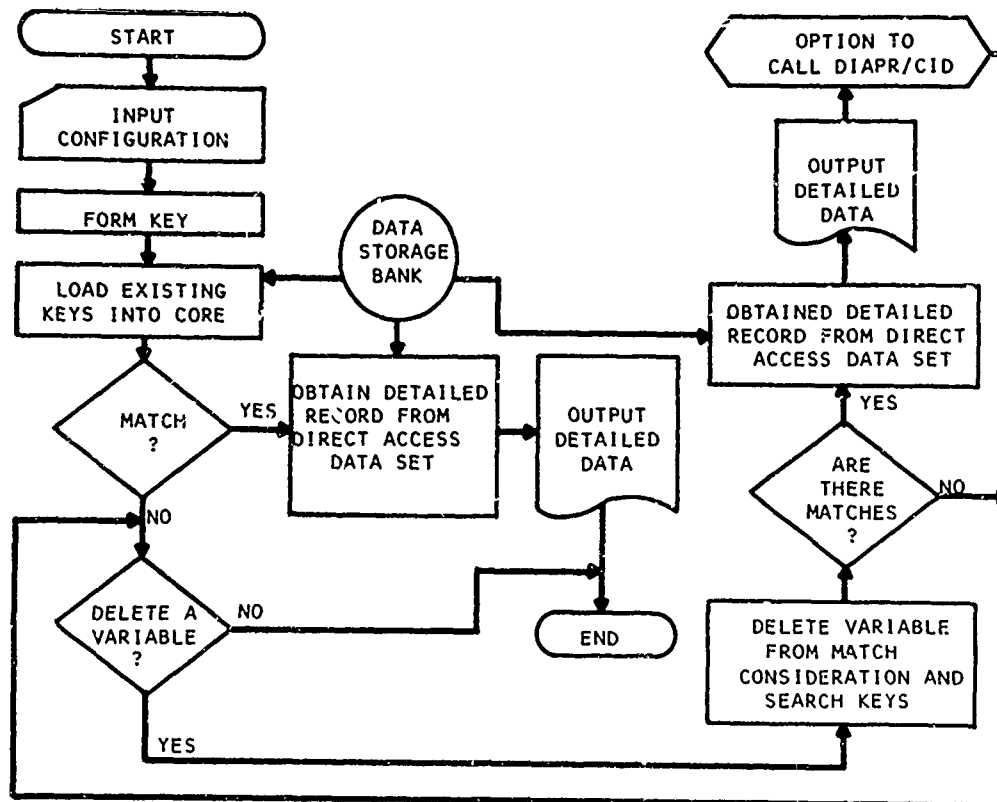 START
INPUT
CONFIGURATION
FORM KEY
LOAD EXISTING
KEYS INTO CORE
DATA
STORAGE
BANK
MATCH
?
YES
NO
OBTAIN DETAILED
RECORD FROM
DIRECT ACCESS
DATA SET
OUTPUT
DETAILED
DATA
END
DELETE A
VARIABLE
?
NO
YES
OPTION TO
CALL DIAPR/CID
OUTPUT
DETAILED
DATA
OBTAINED DETAILED
RECORD FROM DIRECT
ACCESS DATA SET
YES
ARE
THERE
MATCHES
?
NO
DELETE VARIABLE
FROM MATCH
CONSIDERATION AND
SEARCH KEYS